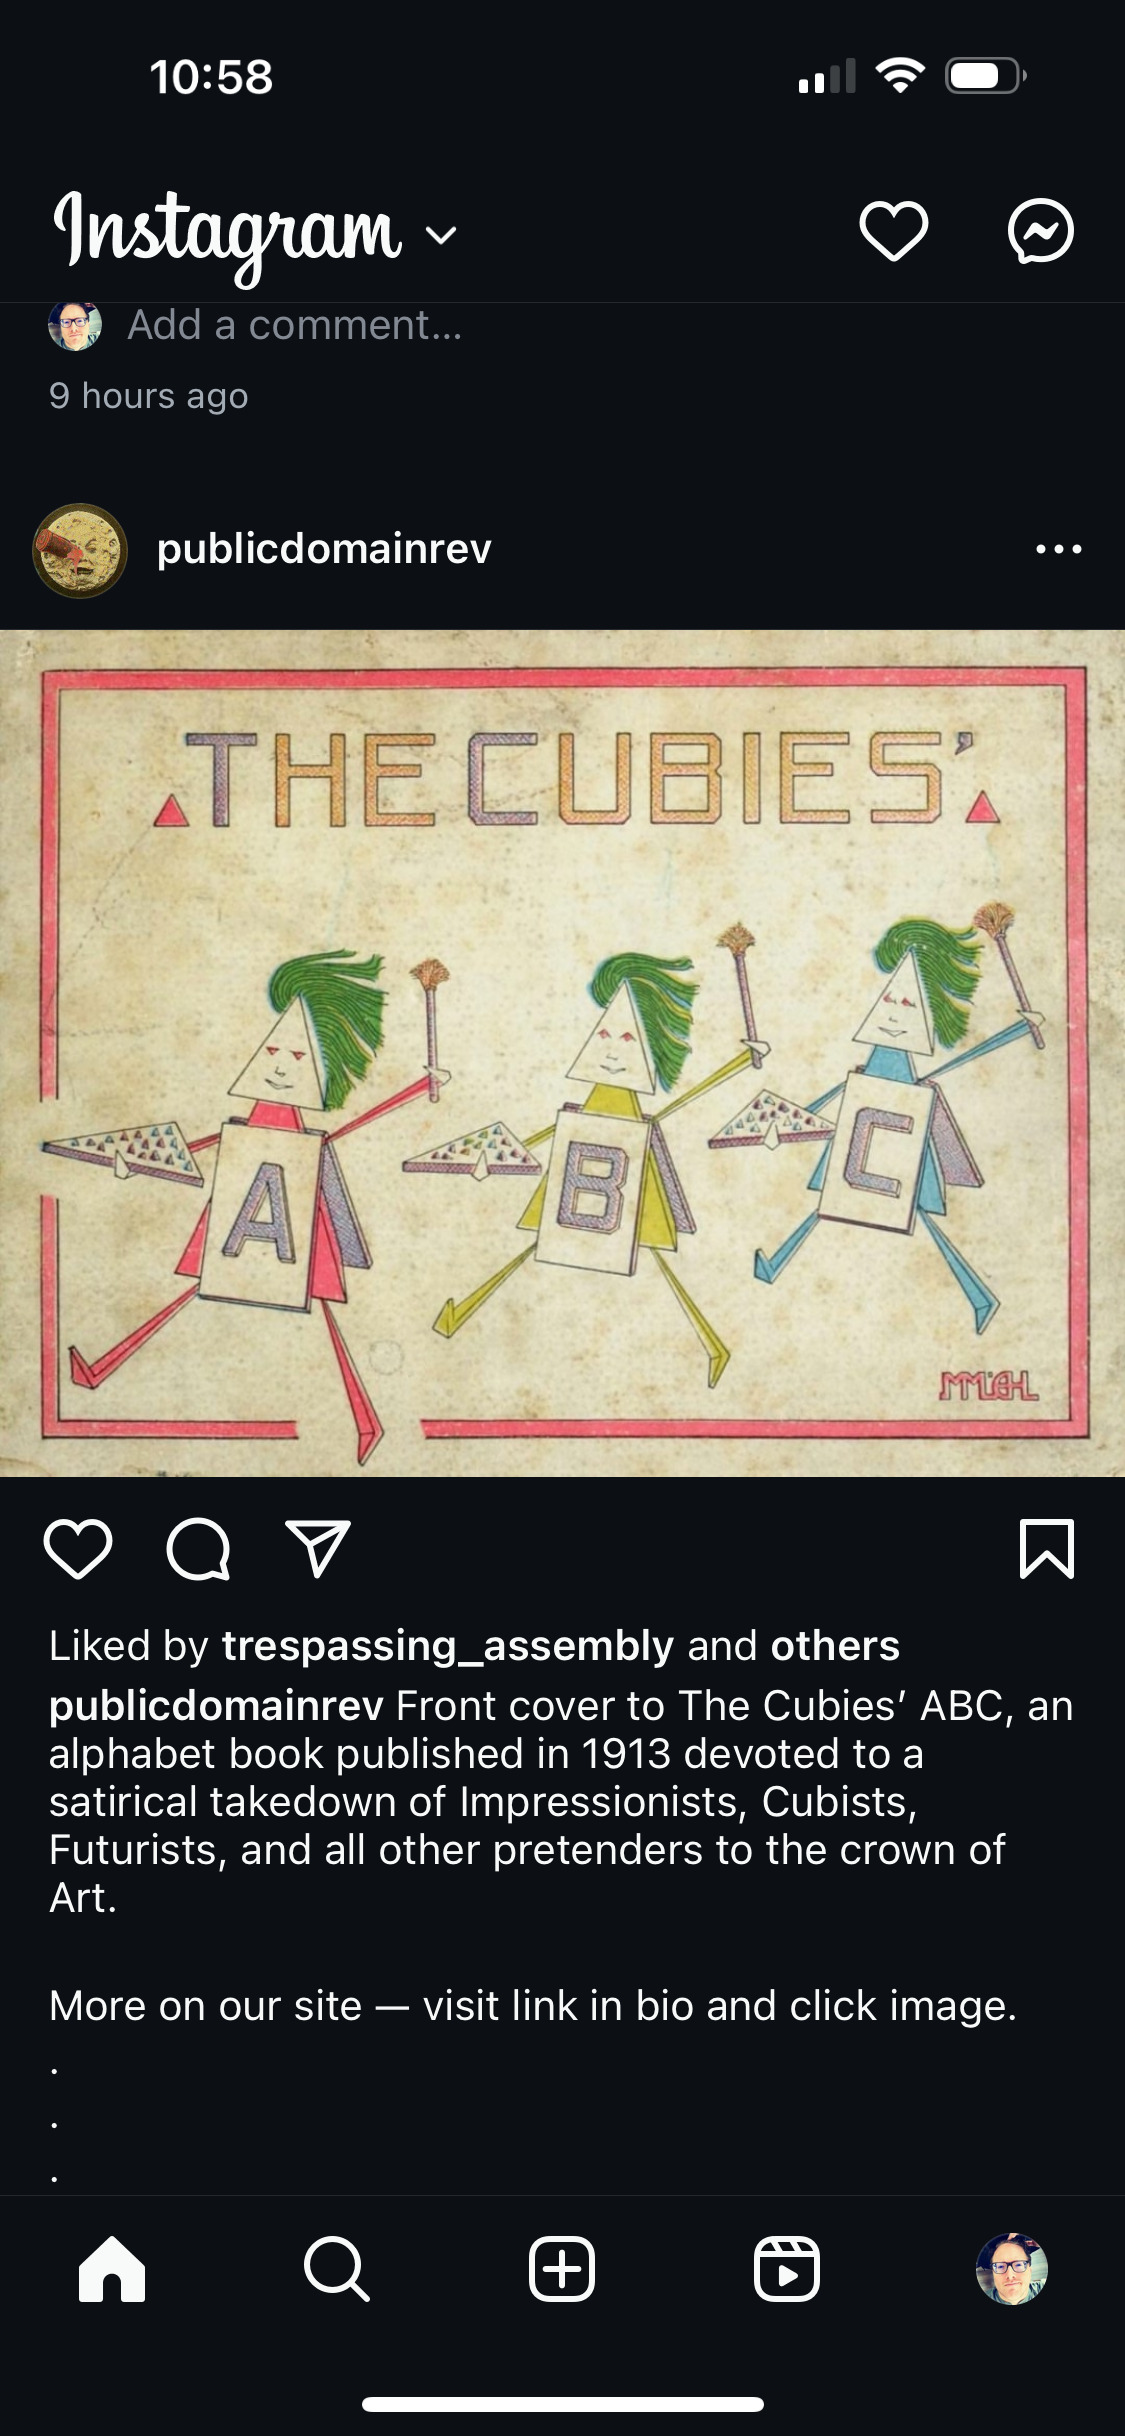 10:58
Instagram
Add a comment...
9 hours ago
publicdomainrev
THE CUBIES'
A
B
C
Liked by trespassing_assembly and others
publicdomainrev Front cover to The Cubies’ ABC, an
alphabet book published in 1913 devoted to a
satirical takedown of Impressionists, Cubists,
Futurists, and all other pretenders to the crown of
Art.
More on our site — visit link in bio and click image.
.
.
.